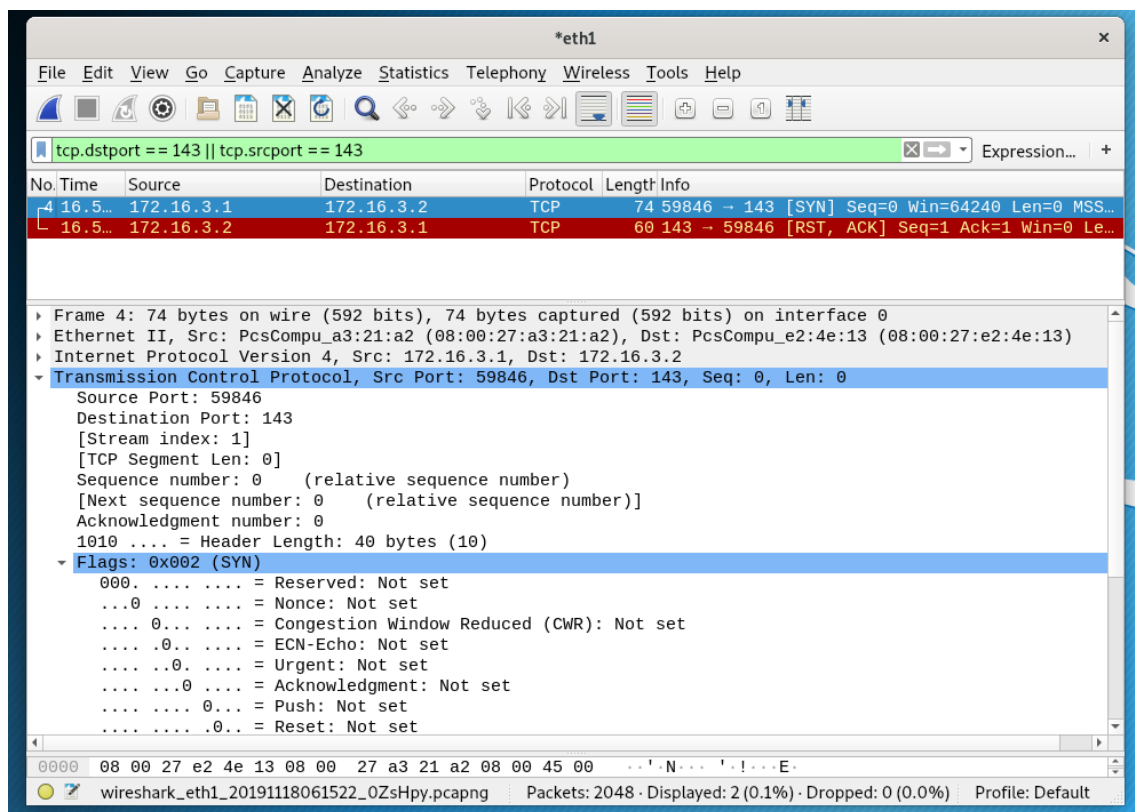 *eth1
File Edit View Go Capture Analyze Statistics Telephony Wireless Tools Help
tcp.dstport == 143 || tcp.srcport == 143 Expression... +
No. Time Source Destination Protocol Length Info
4 16.5… 172.16.3.1 172.16.3.2 TCP 74 59846 → 143 [SYN] Seq=0 Win=64240 Len=0 MSS…
16.5… 172.16.3.2 172.16.3.1 TCP 60 143 → 59846 [RST, ACK] Seq=1 Ack=1 Win=0 Le…
Frame 4: 74 bytes on wire (592 bits), 74 bytes captured (592 bits) on interface 0
Ethernet II, Src: PcsCompu_a3:21:a2 (08:00:27:a3:21:a2), Dst: PcsCompu_e2:4e:13 (08:00:27:e2:4e:13)
Internet Protocol Version 4, Src: 172.16.3.1, Dst: 172.16.3.2
Transmission Control Protocol, Src Port: 59846, Dst Port: 143, Seq: 0, Len: 0
Source Port: 59846
Destination Port: 143
[Stream index: 1]
[TCP Segment Len: 0]
Sequence number: 0    (relative sequence number)
[Next sequence number: 0    (relative sequence number)]
Acknowledgment number: 0
1010 .... = Header Length: 40 bytes (10)
Flags: 0x002 (SYN)
000. .... .... = Reserved: Not set
...0 .... .... = Nonce: Not set
.... 0... .... = Congestion Window Reduced (CWR): Not set
.... .0.. .... = ECN-Echo: Not set
.... ..0. .... = Urgent: Not set
.... ...0 .... = Acknowledgment: Not set
.... .... 0... = Push: Not set
.... .... .0.. = Reset: Not set
0000 08 00 27 e2 4e 13 08 00 27 a3 21 a2 08 00 45 00 ··'·N··· '·!···E·
wireshark_eth1_20191118061522_0ZsHpy.pcapng Packets: 2048 · Displayed: 2 (0.1%) · Dropped: 0 (0.0%) Profile: Default